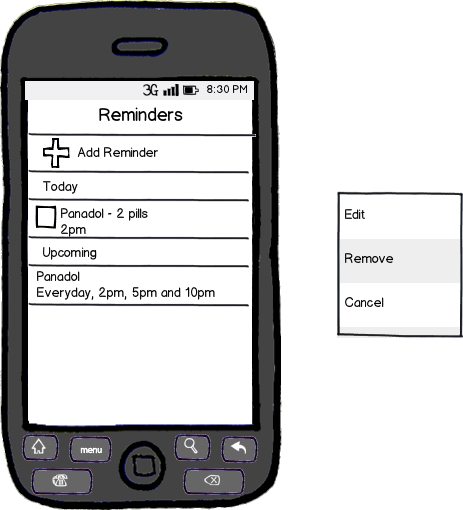 3G 8:30 PM
Reminders
Add Reminder
Today
Panadol - 2 pills
2pm
Upcoming
Panadol
Everyday, 2pm, 5pm and 10pm
menu
Edit
Remove
Cancel